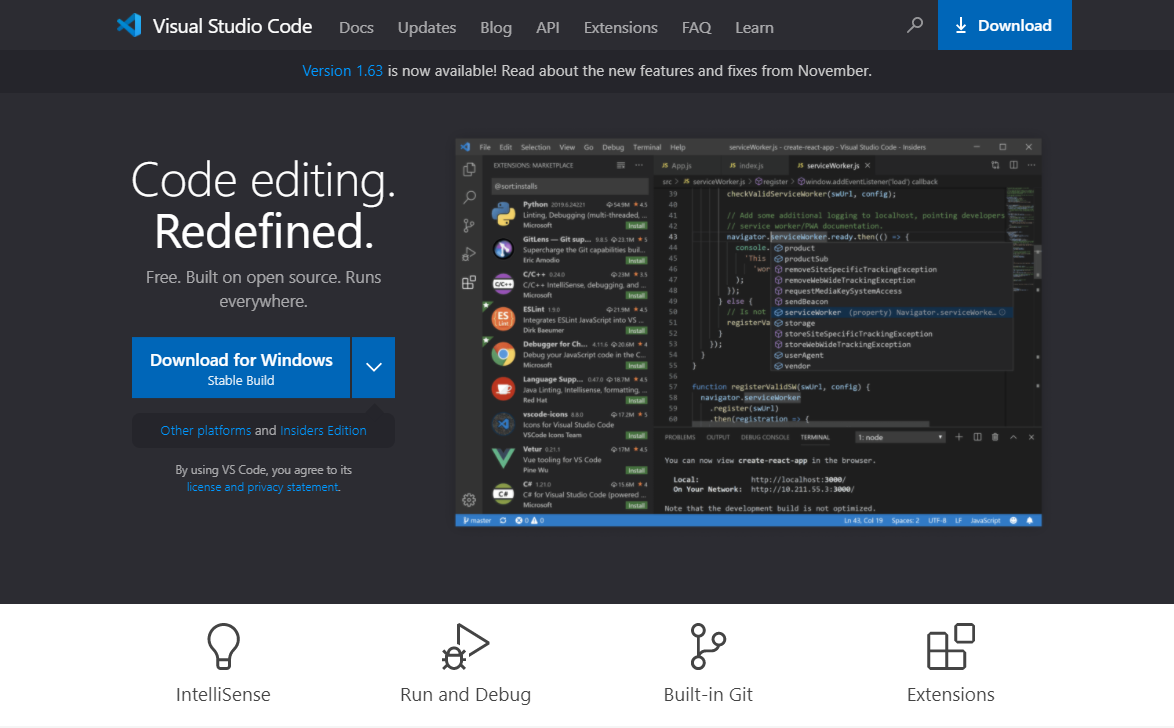 Visual Studio Code Docs Updates Blog API Extensions FAQ Learn Download
Version 1.63 is now available! Read about the new features and fixes from November.
Code editing.
Redefined.
Free. Built on open source. Runs
everywhere.
Download for Windows
Stable Build
Other platforms and Insiders Edition
By using VS Code, you agree to its
license and privacy statement.
File Edit Selection View Go Debug Terminal Help serviceWorker.js - create-react-app - Visual Studio Code - Insiders
EXTENSIONS: MARKETPLACE
@sort:installs
Python 2019.6.24221 54.9M 4.5
Linting, Debugging (multi-threaded, ...
Microsoft Install
GitLens — Git sup... 9.8.5 23.1M 5
Supercharge the Git capabilities buil...
Eric Amodio Install
C/C++ 0.24.0 23M 3.5
C/C++ IntelliSense, debugging, and ...
Microsoft Install
ESLint 1.9.0 21.9M 4.5
Integrates ESLint JavaScript into VS ...
Dirk Baeumer Install
Debugger for Ch... 4.11.6 20.6M 4
Debug your JavaScript code in the C...
Microsoft Install
Language Supp... 0.47.0 18.7M 4.5
Java Linting, Intellisense, formatting, ...
Red Hat Install
vscode-icons 8.8.0 17.2M 5
Icons for Visual Studio Code
VSCode Icons Team Install
Vetur 0.21.1 17M 4.5
Vue tooling for VS Code
Pine Wu Install
C# 1.21.0 15.6M 4
C# for Visual Studio Code (powered ...
Microsoft Install
App.js index.js serviceWorker.js
src > serviceWorker.js > register > window.addEventListener('load') callback
39 checkValidServiceWorker(swUrl, config);
40
41 // Add some additional logging to localhost, pointing developers
42 // service worker/PWA documentation.
43 navigator.serviceWorker.ready.then(() => {
44 console.
45 'This
46 'wor
47 );
48 });
49 } else {
50 // Is not
51 registerVa
52 }
53 });
54 }
55 }
56
57 function registerValidSW(swUrl, config) {
58 navigator.serviceWorker
59 .register(swUrl)
60 .then(registration => {
product
productSub
removeSiteSpecificTrackingException
removeWebWideTrackingException
requestMediaKeySystemAccess
sendBeacon
serviceWorker (property) Navigator.serviceWorke...
storage
storeSiteSpecificTrackingException
storeWebWideTrackingException
userAgent
vendor
PROBLEMS OUTPUT DEBUG CONSOLE TERMINAL 1: node
You can now view create-react-app in the browser.
Local: http://localhost:3000/
On Your Network: http://10.211.55.3:3000/
Note that the development build is not optimized.
master 0 0 Ln 43, Col 19 Spaces: 2 UTF-8 LF JavaScript
IntelliSense Run and Debug Built-in Git Extensions